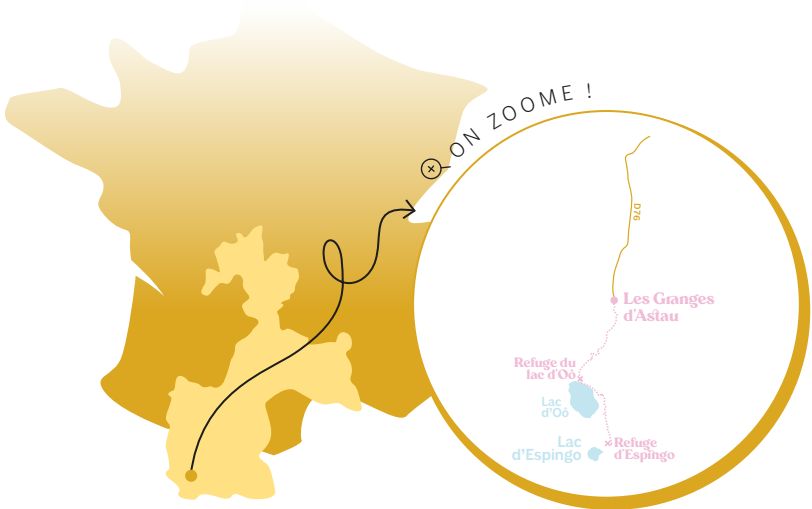 ON ZOOME !
D76
Les Granges
d'Astau
Refuge du
lac d'Oô
Lac
d'Oô
Lac
d'Espingo
Refuge
d'Espingo